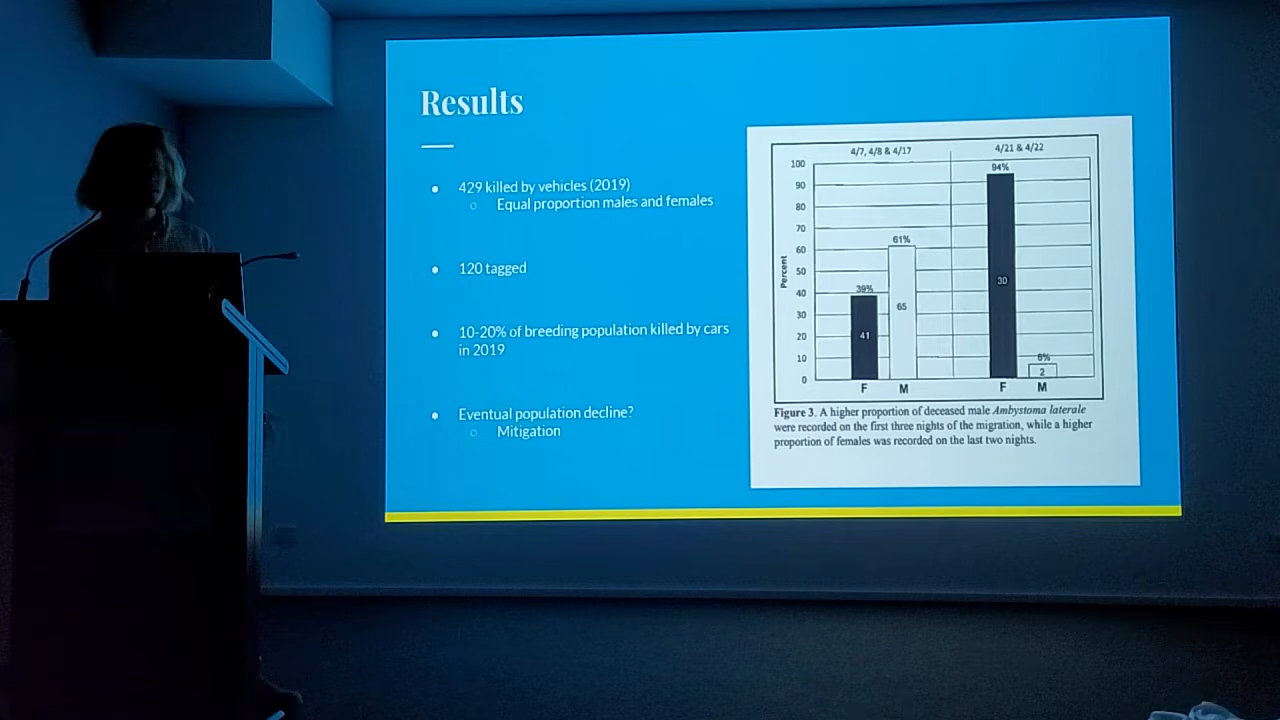 Results
429 killed by vehicles (2019)
Equal proportion males and females
120 tagged
10-20% of breeding population killed by cars
in 2019
Eventual population decline?
Mitigation
4/7, 4/8 & 4/17
4/21 & 4/22
100
90
80
70
60
50
40
30
20
10
0
Percent
39%
41
61%
65
94%
30
6%
2
F
M
F
M
Figure 3. A higher proportion of deceased male Ambystoma laterale
were recorded on the first three nights of the migration, while a higher
proportion of females was recorded on the last two nights.